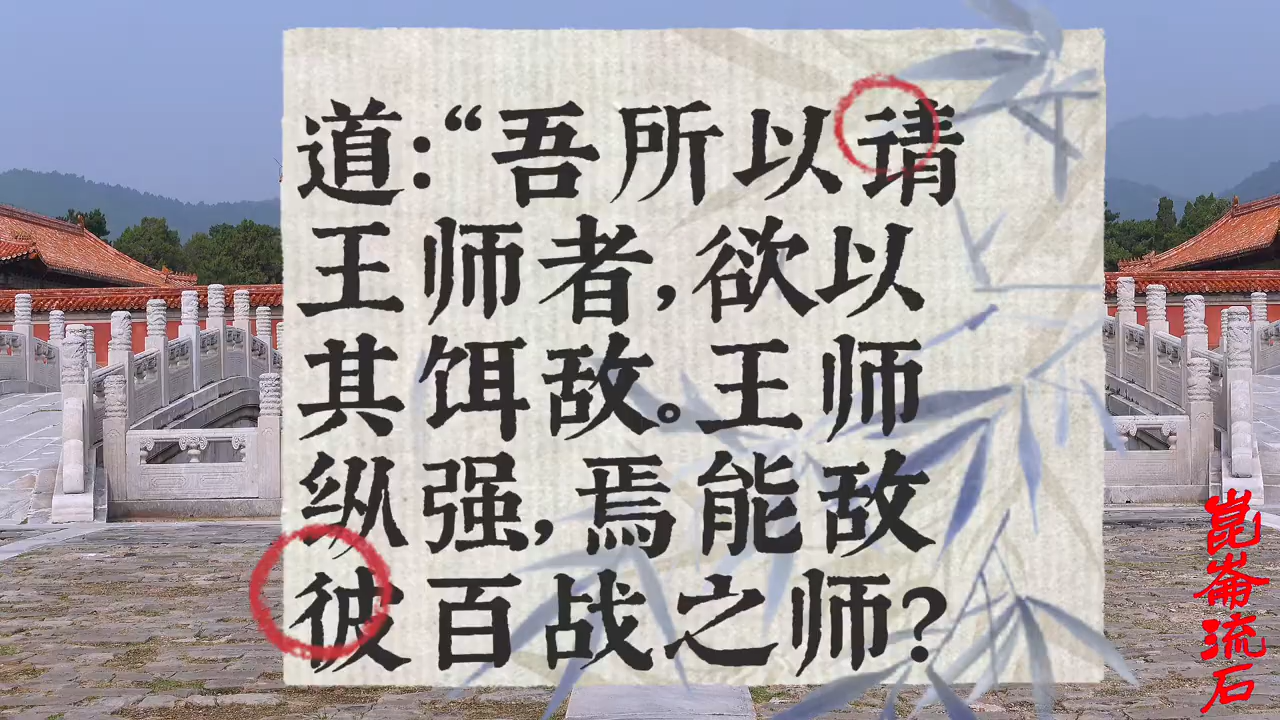 道：“吾所以请
王师者，欲以
其饵敌。王师
纵强，焉能敌
彼百战之师？
崑崙流石